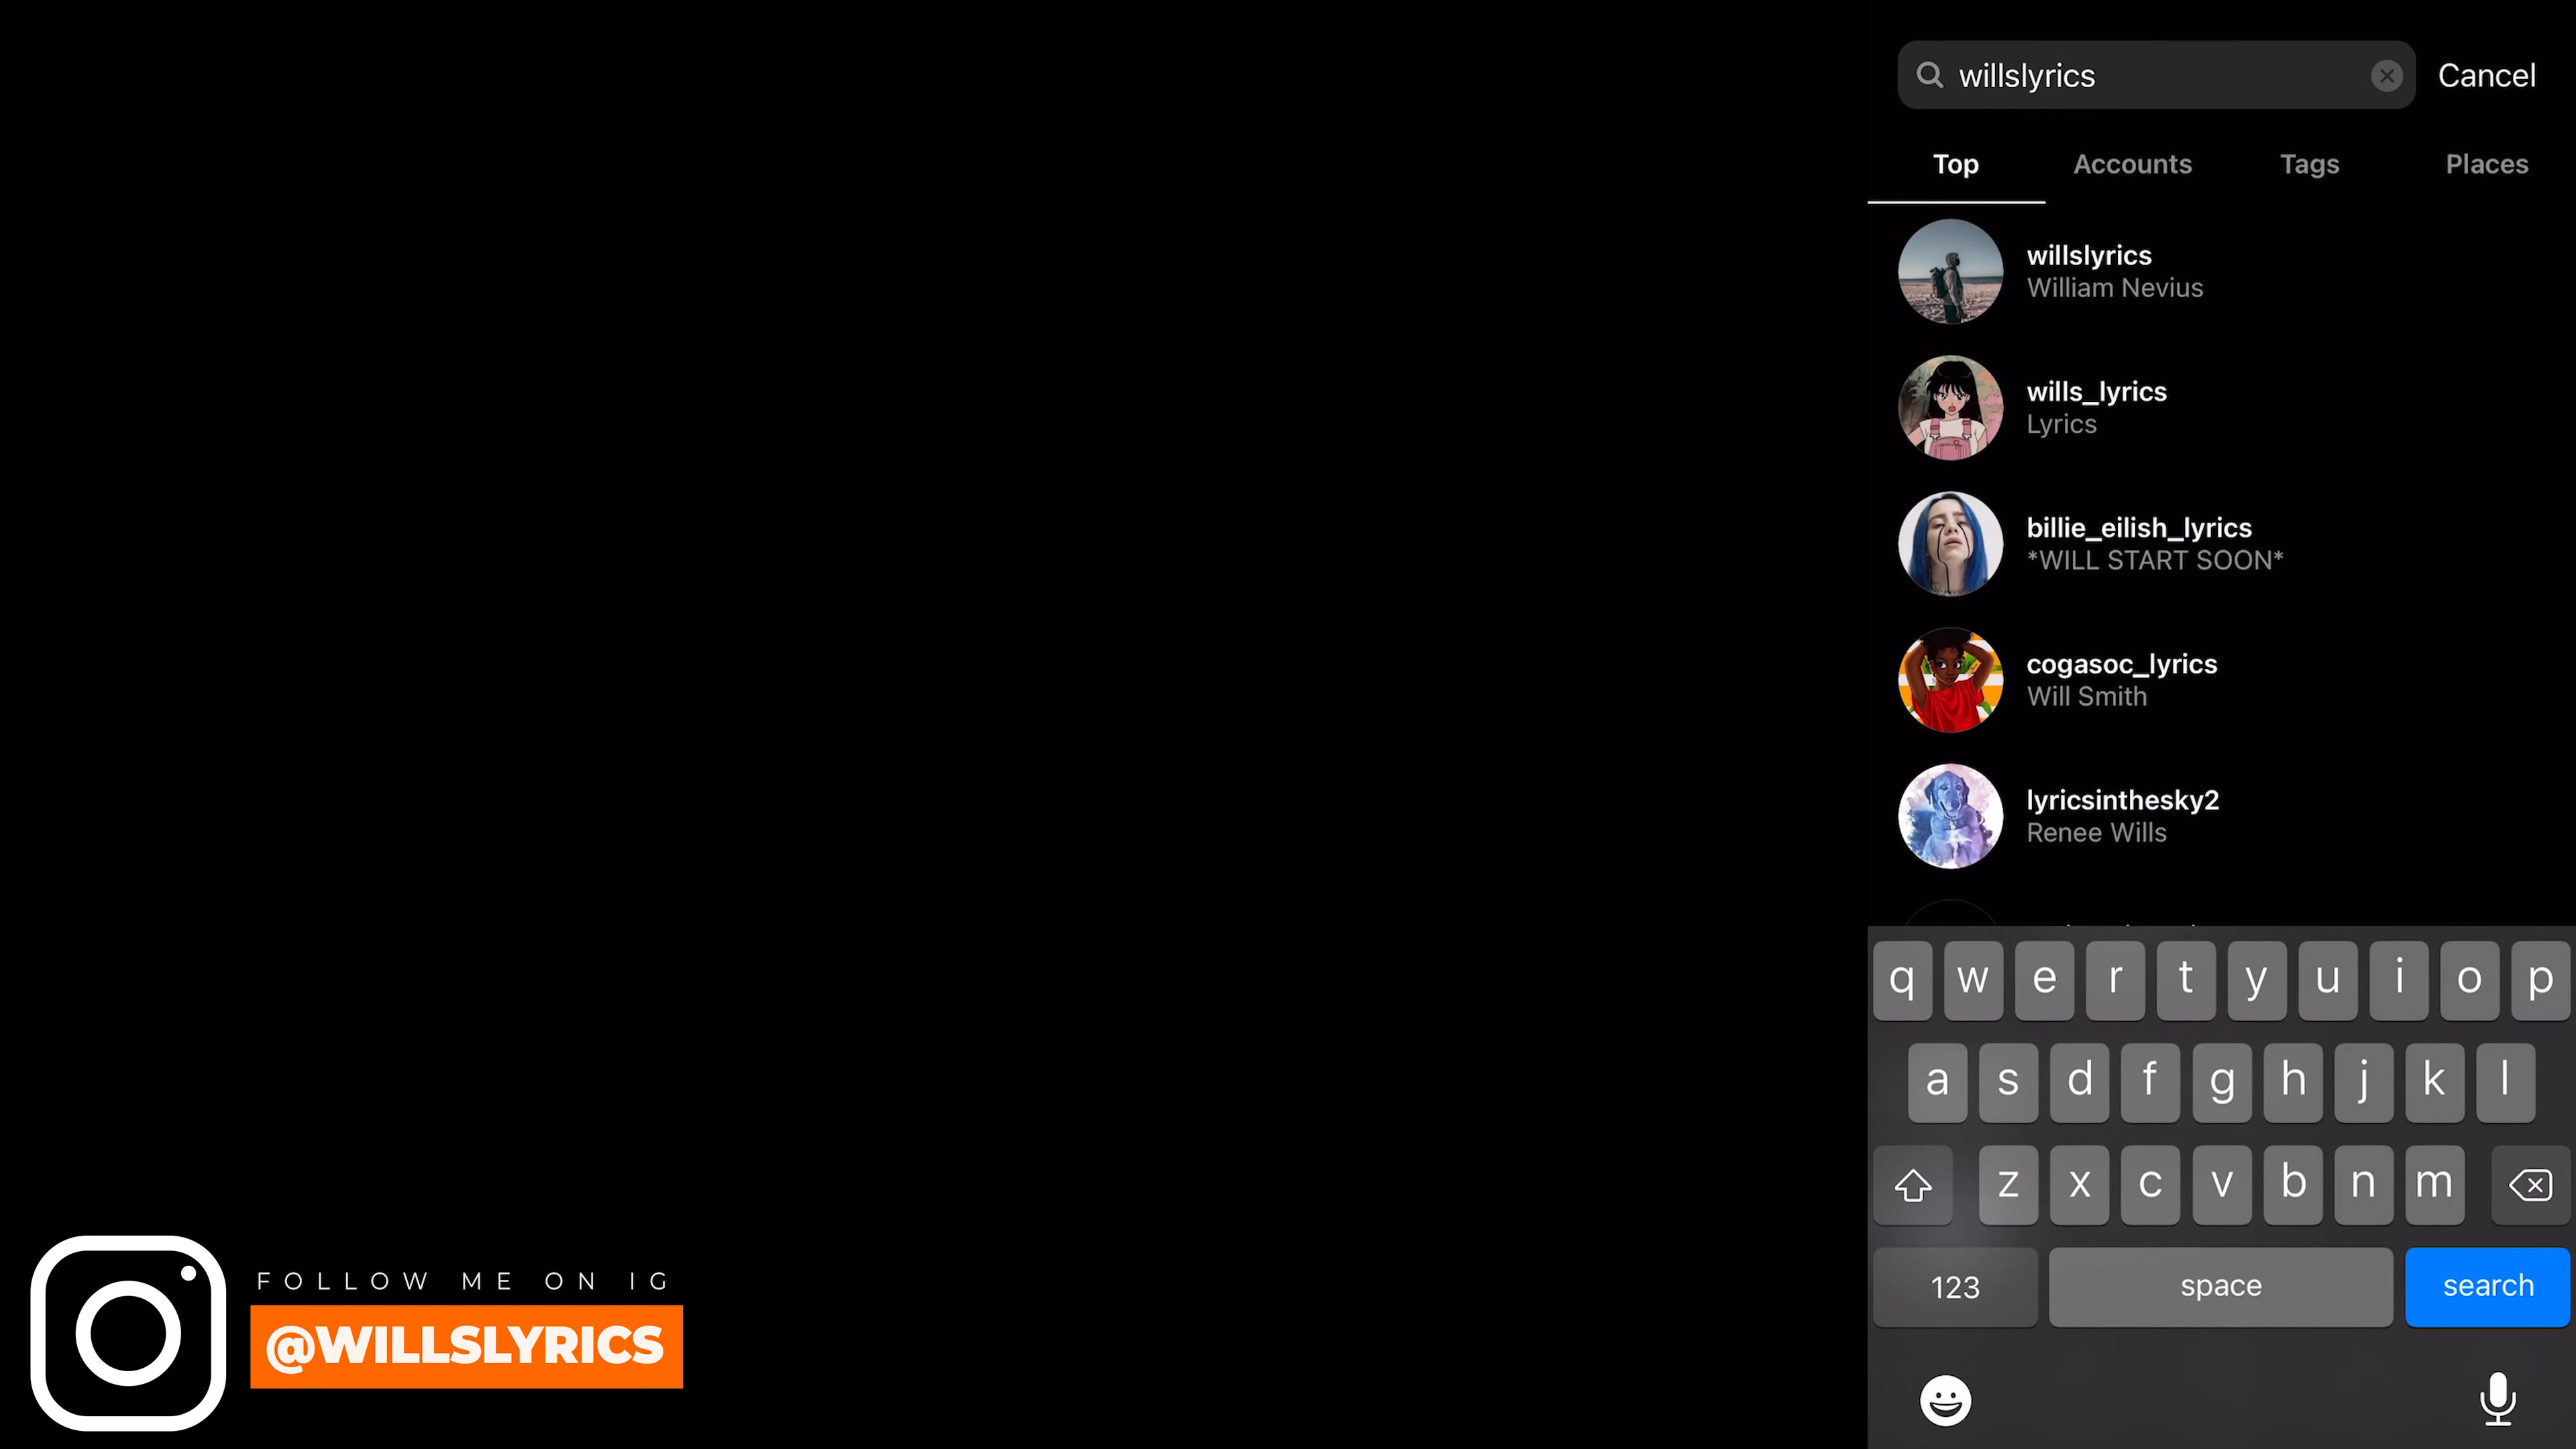 willslyrics
Cancel
Top Accounts Tags Places
willslyrics
William Nevius
wills_lyrics
Lyrics
billie_eilish_lyrics
*WILL START SOON*
cogasoc_lyrics
Will Smith
lyricsinthesky2
Renee Wills
q w e r t y u i o p
a s d f g h j k l
z x c v b n m
123 space search
FOLLOW ME ON IG
@WILLSLYRICS